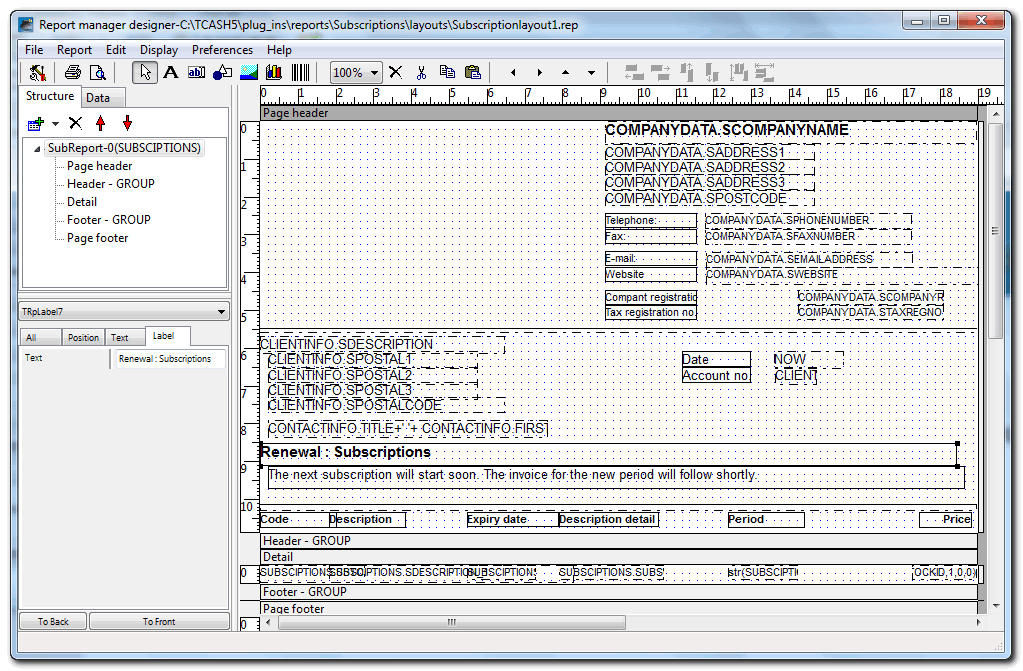 Report manager designer-C:\TCASH5\plug_ins\reports\Subscriptions\layouts\Subscriptionlayout1.rep
File Report Edit Display Preferences Help
100%
Structure Data
SubReport-0(SUBSCIPTIONS)
Page header
Header - GROUP
Detail
Footer - GROUP
Page footer
TRpLabel7
All Position Text Label
Text Renewal : Subscriptions
To Back To Front
0 1 2 3 4 5 6 7 8 9 10 11 12 13 14 15 16 17 18 19
Page header
0
COMPANYDATA.SCOMPANYNAME
COMPANYDATA.SADDRESS1
1
COMPANYDATA.SADDRESS2
COMPANYDATA.SADDRESS3
2
COMPANYDATA.SPOSTCODE
Telephone: COMPANYDATA.SPHONENUMBER
Fax: COMPANYDATA.SFAXNUMBER
3
E-mail: COMPANYDATA.SEMAILADDRESS
Website COMPANYDATA.SWEBSITE
4
Compant registratio COMPANYDATA.SCOMPANYR
Tax registration no. COMPANYDATA.STAXREGNO
5
CLIENTINFO.SDESCRIPTION
6
CLIENTINFO.SPOSTAL1 Date NOW
CLIENTINFO.SPOSTAL2 Account no. CLIENT
7
CLIENTINFO.SPOSTAL3
CLIENTINFO.SPOSTALCODE
8
CONTACTINFO.TITLE+' '+ CONTACTINFO.FIRST
Renewal : Subscriptions
9
The next subscription will start soon. The invoice for the new period will follow shortly.
10
Code Description Expiry date Description detail Period Price
Header - GROUP
Detail
0 SUBSCIPTIONS.SDESCRIPTION SUBSCIPTIONS.SUBS str(SUBSCIPTI OCKID,1,0,0)
Footer - GROUP
Page footer
0